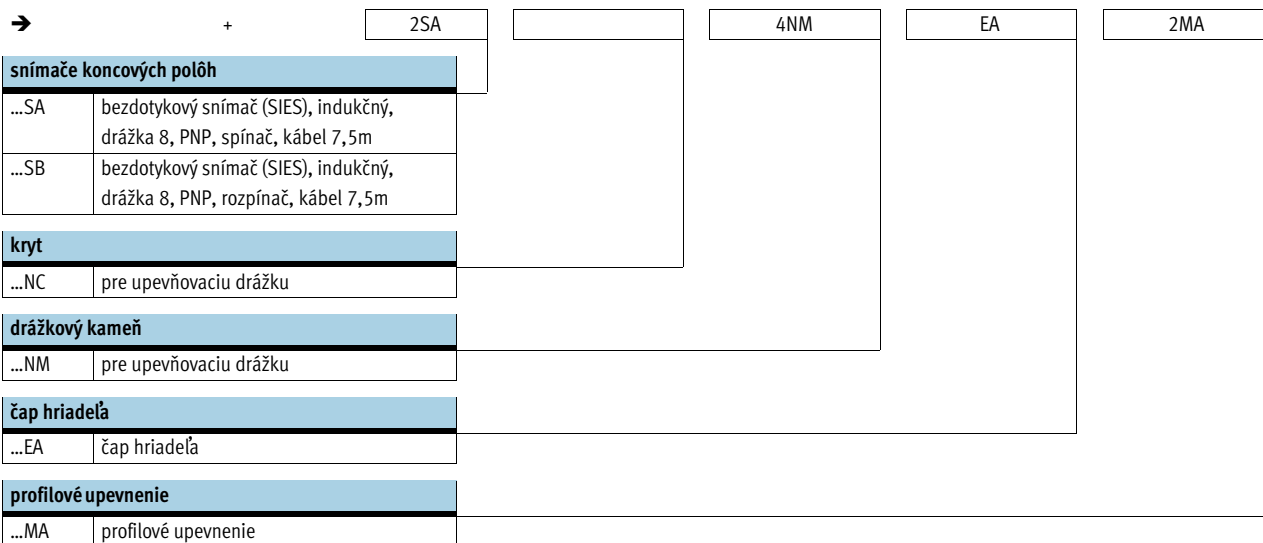 ➔ + 2SA 4NM EA 2MA
snímače koncových polôh
...SA bezdotykový snímač (SIES), indukčný,
drážka 8, PNP, spínač, kábel 7,5m
...SB bezdotykový snímač (SIES), indukčný,
drážka 8, PNP, rozpínač, kábel 7,5m
kryt
...NC pre upevňovaciu drážku
drážkový kameň
...NM pre upevňovaciu drážku
čap hriadeľa
...EA čap hriadeľa
profilové upevnenie
...MA profilové upevnenie